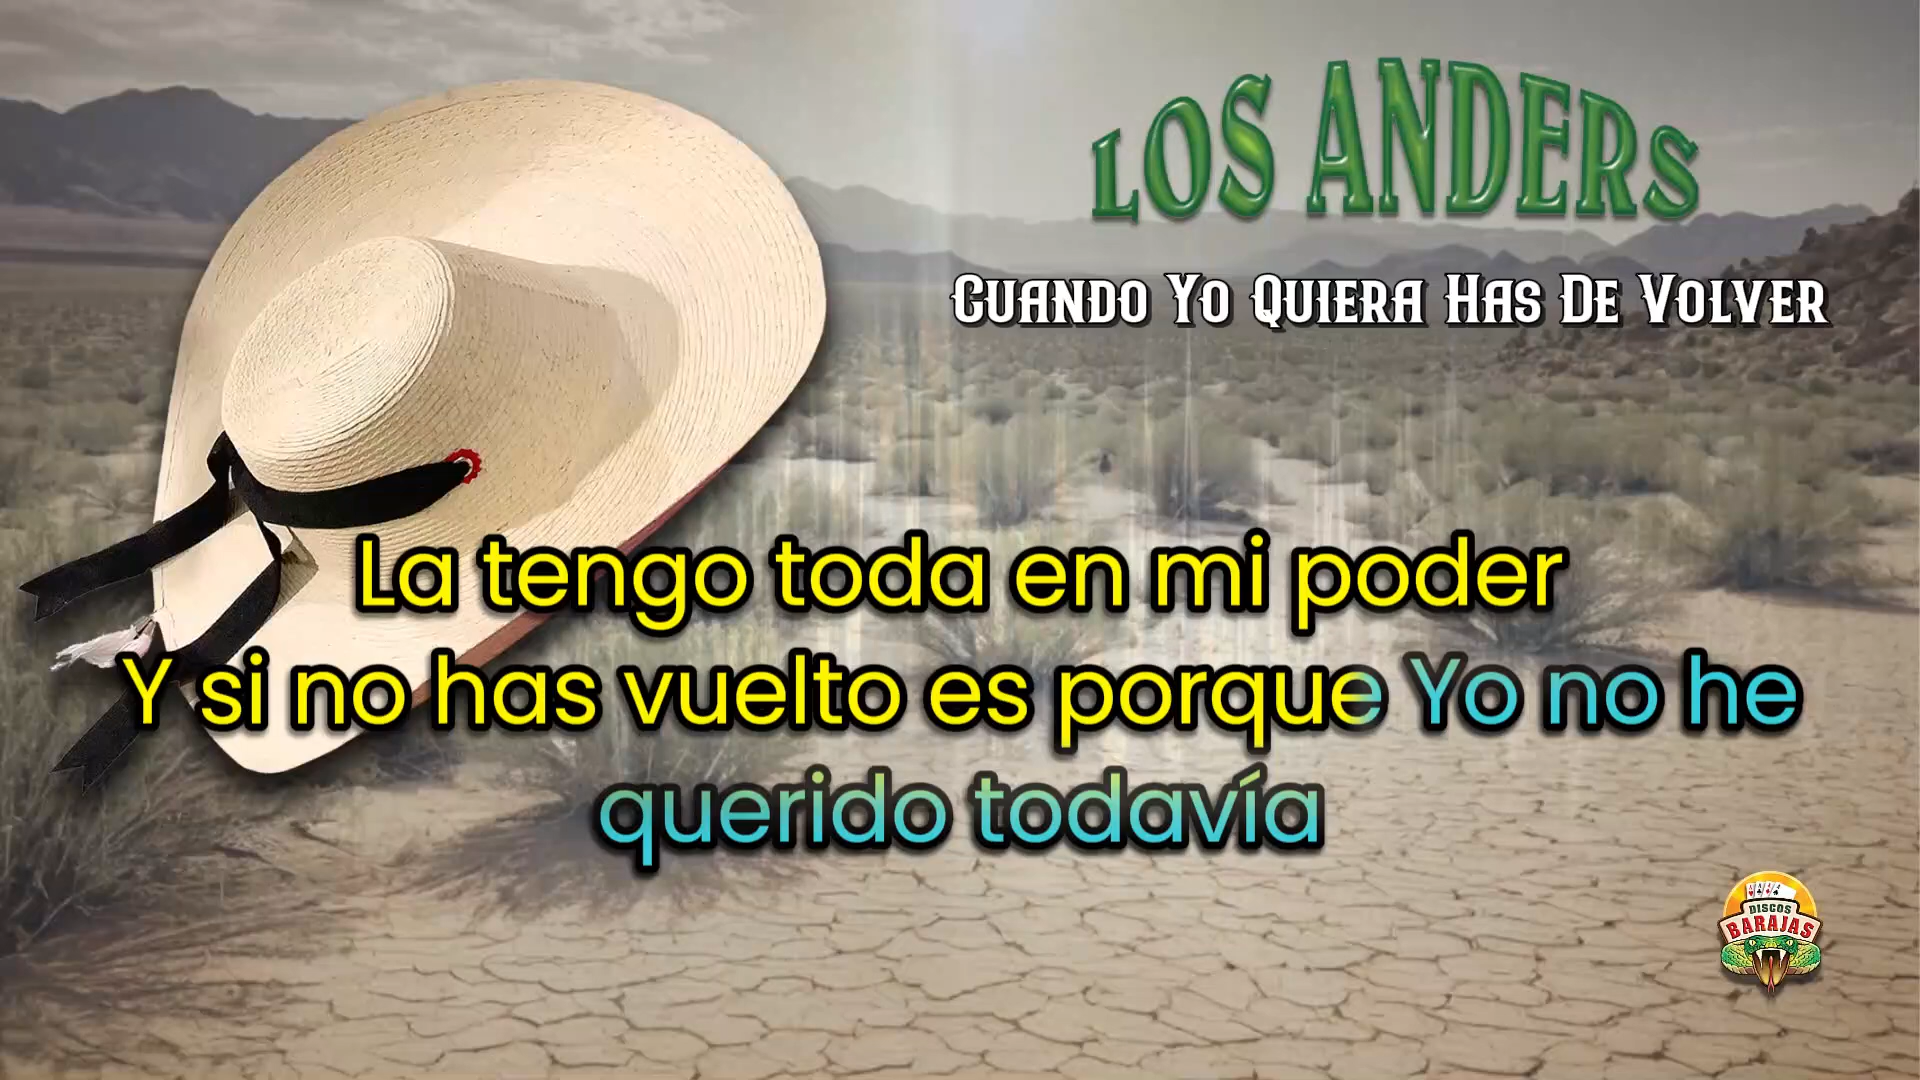 LOS ANDERS
CUANDO YO QUIERA HAS DE VOLVER
La tengo toda en mi poder
Y si no has vuelto es porque Yo no he
querido todavía
DISCOS
BARAJAS